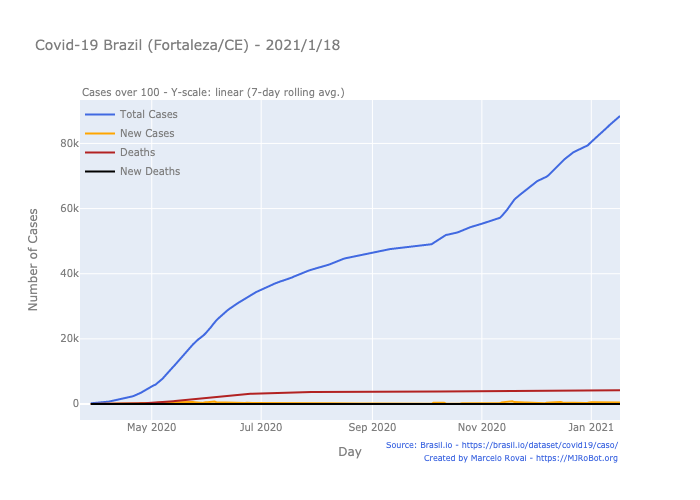 Covid-19 Brazil (Fortaleza/CE) - 2021/1/18
Cases over 100 - Y-scale: linear (7-day rolling avg.)
Total Cases
New Cases
Deaths
New Deaths
Number of Cases
80k
60k
40k
20k
0
May 2020
Jul 2020
Sep 2020
Nov 2020
Jan 2021
Day
Source: Brasil.io - https://brasil.io/dataset/covid19/caso/
Created by Marcelo Rovai - https://MJRoBot.org